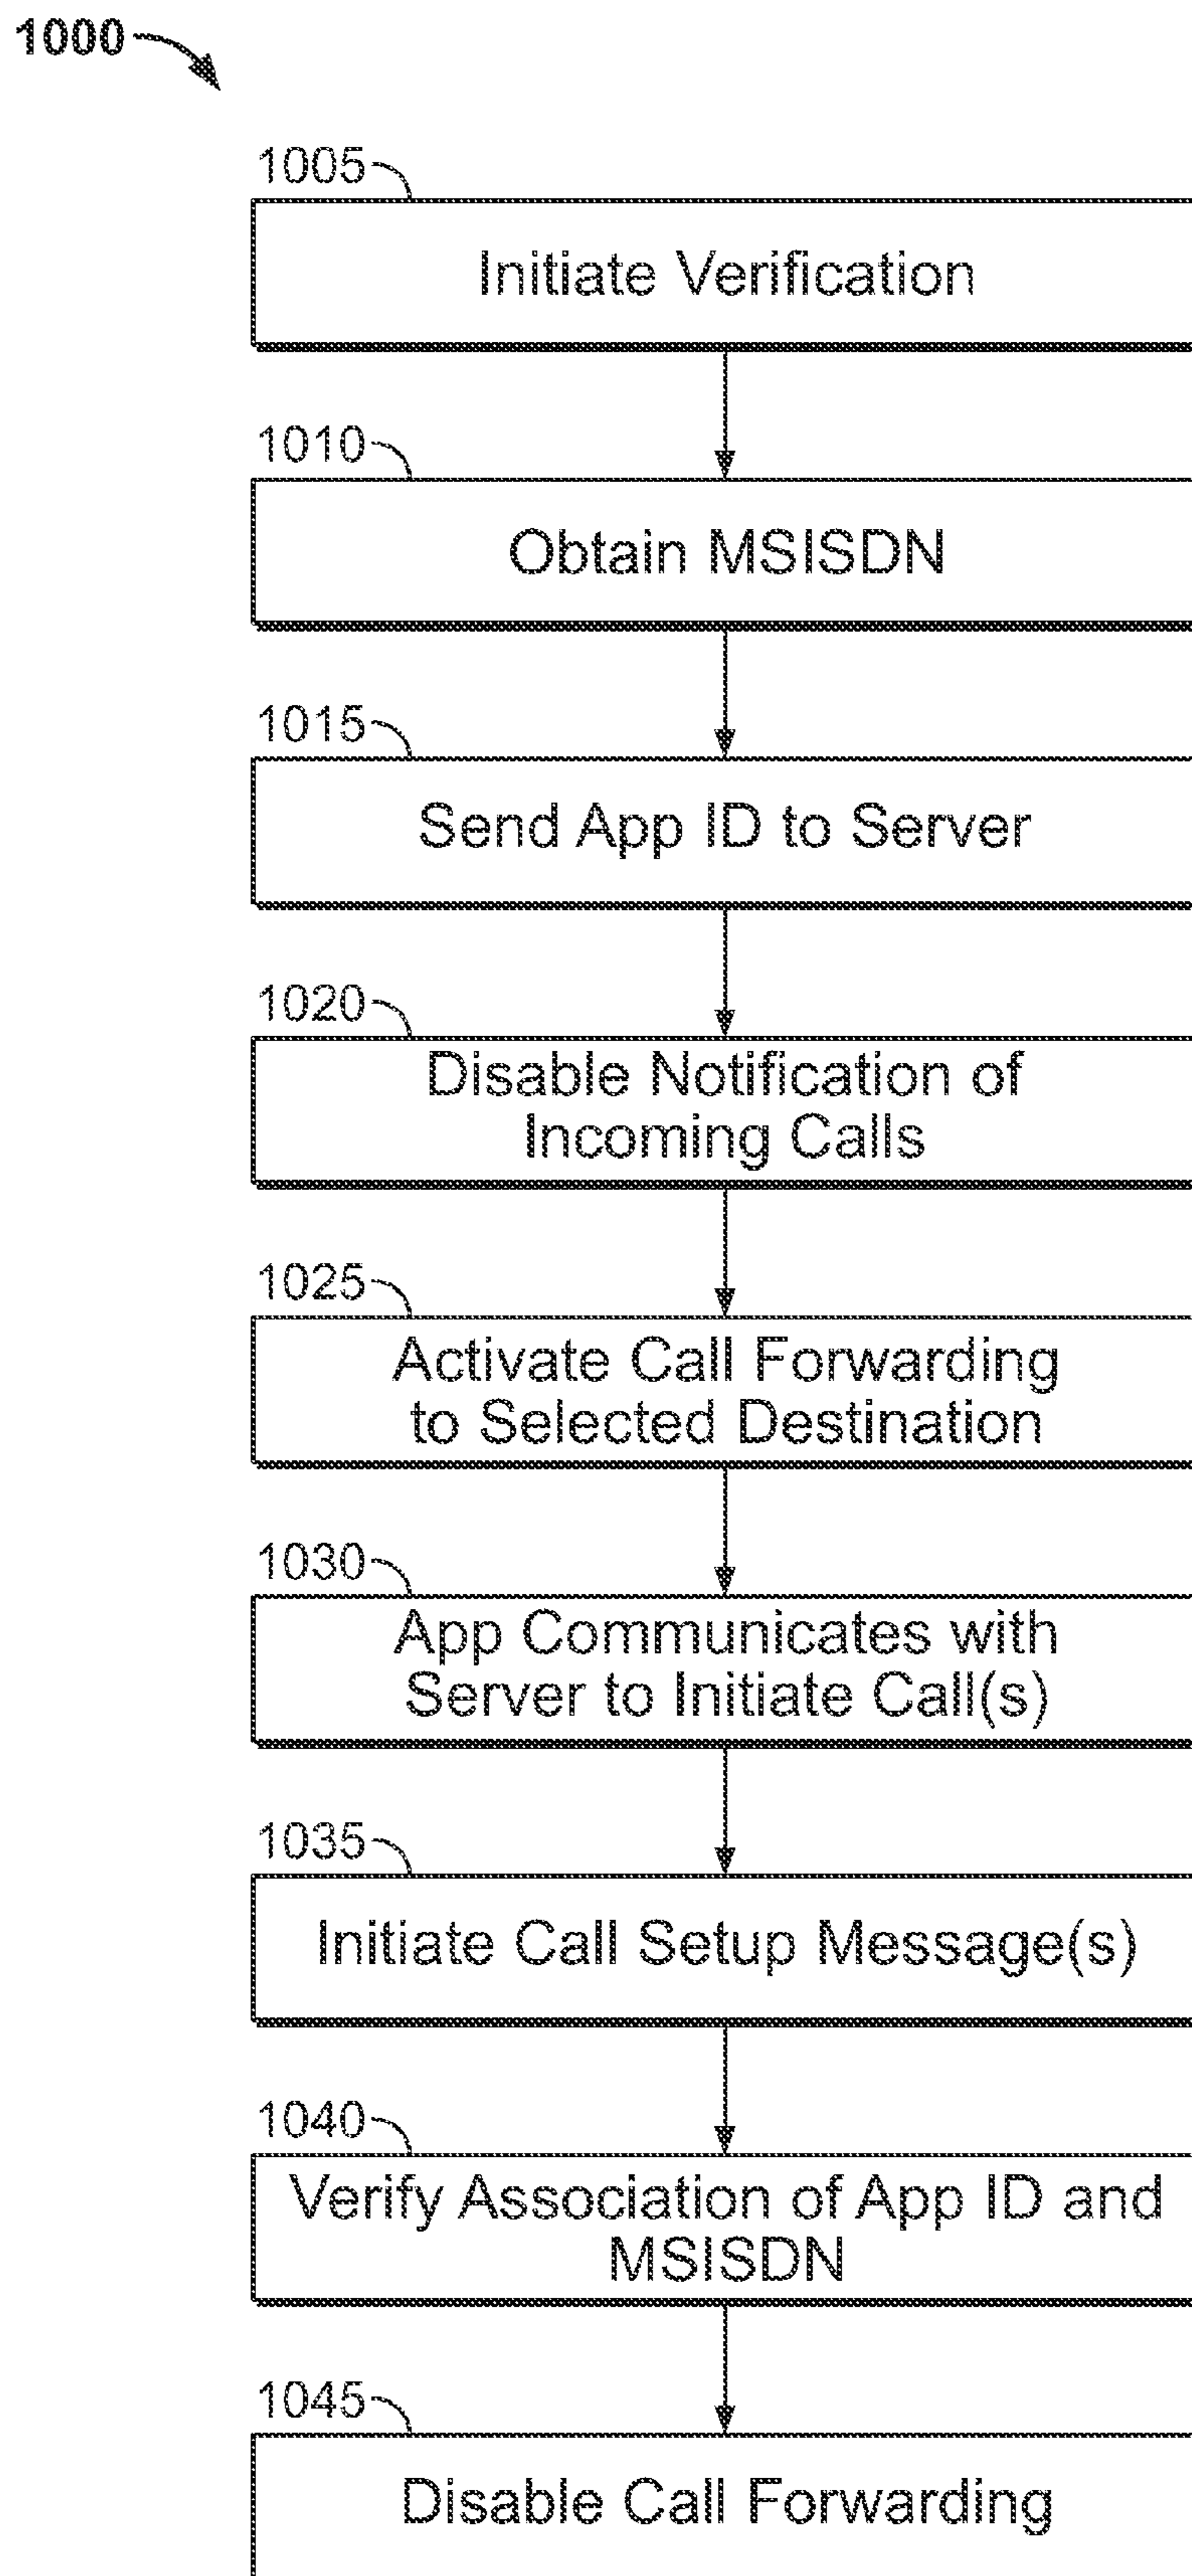 1000
1005
Initiate Verification
1010
Obtain MSISDN
1015
Send App ID to Server
1020
Disable Notification of
Incoming Calls
1025
Activate Call Forwarding
to Selected Destination
1030
App Communicates with
Server to Initiate Call(s)
1035
Initiate Call Setup Message(s)
1040
Verify Association of App ID and
MSISDN
1045
Disable Call Forwarding